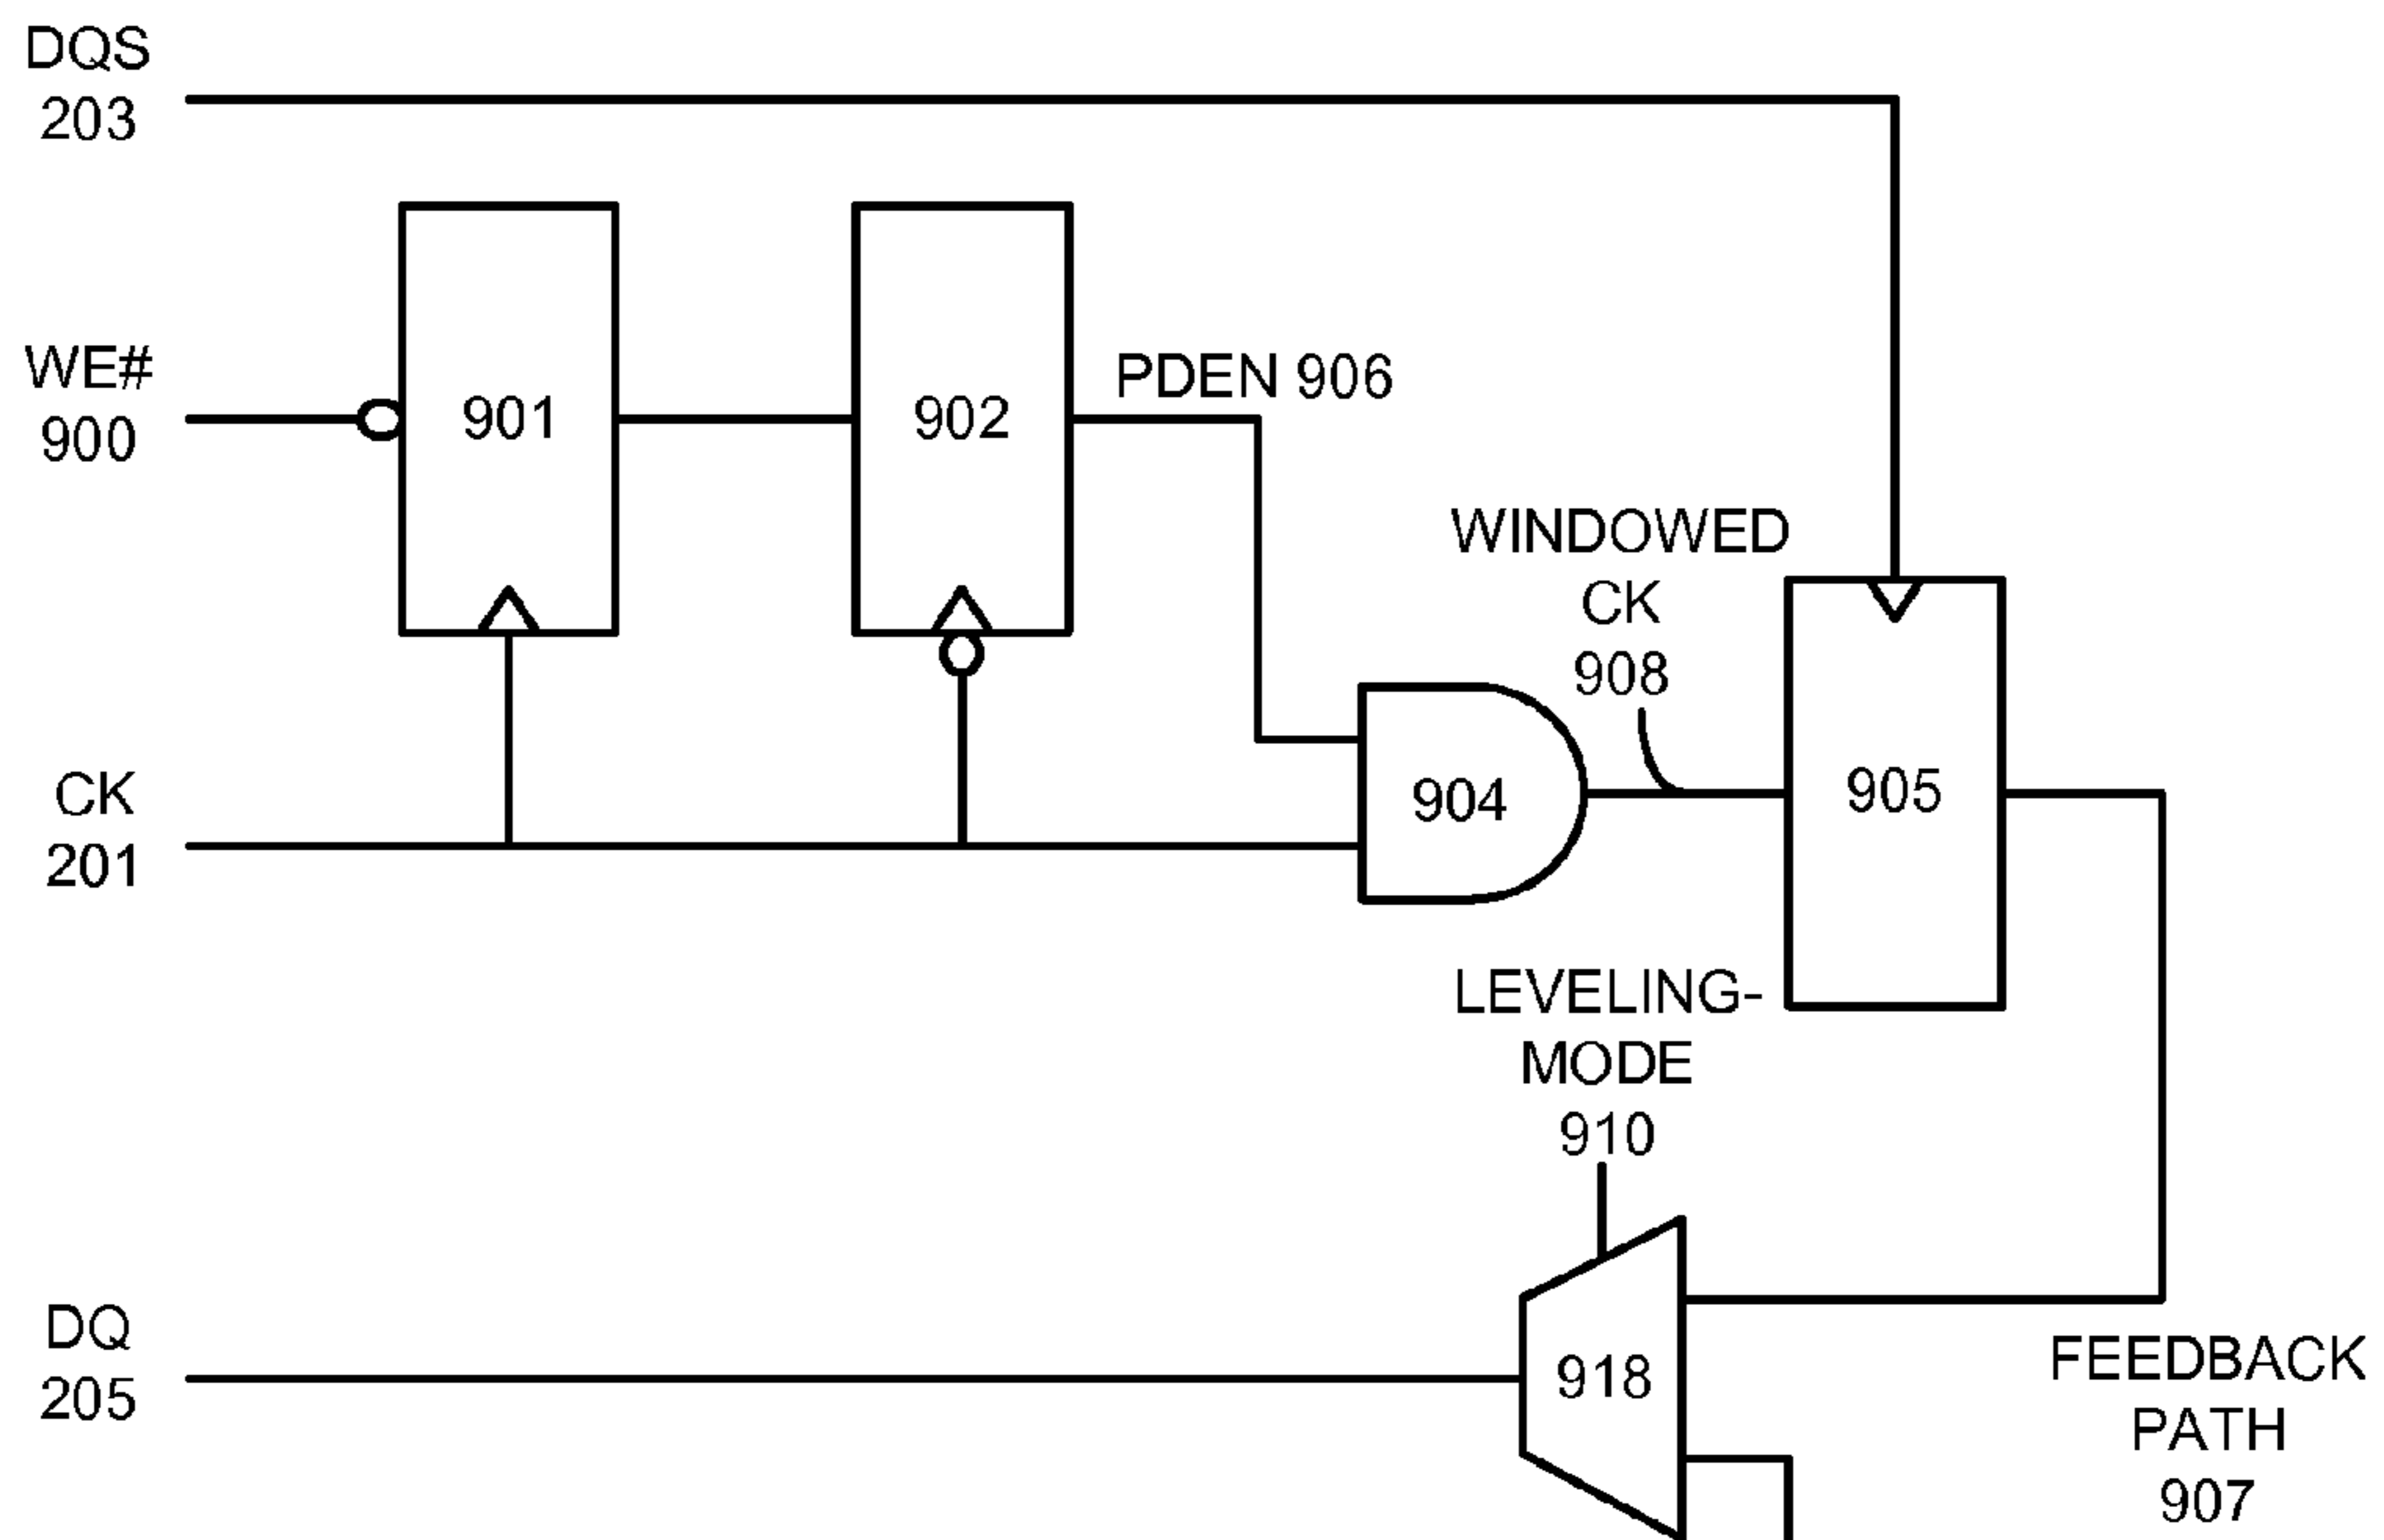 DQS
203
WE#
900
901
902
PDEN 906
WINDOWED
CK
908
CK
201
904
905
LEVELING-
MODE
910
DQ
205
918
FEEDBACK
PATH
907